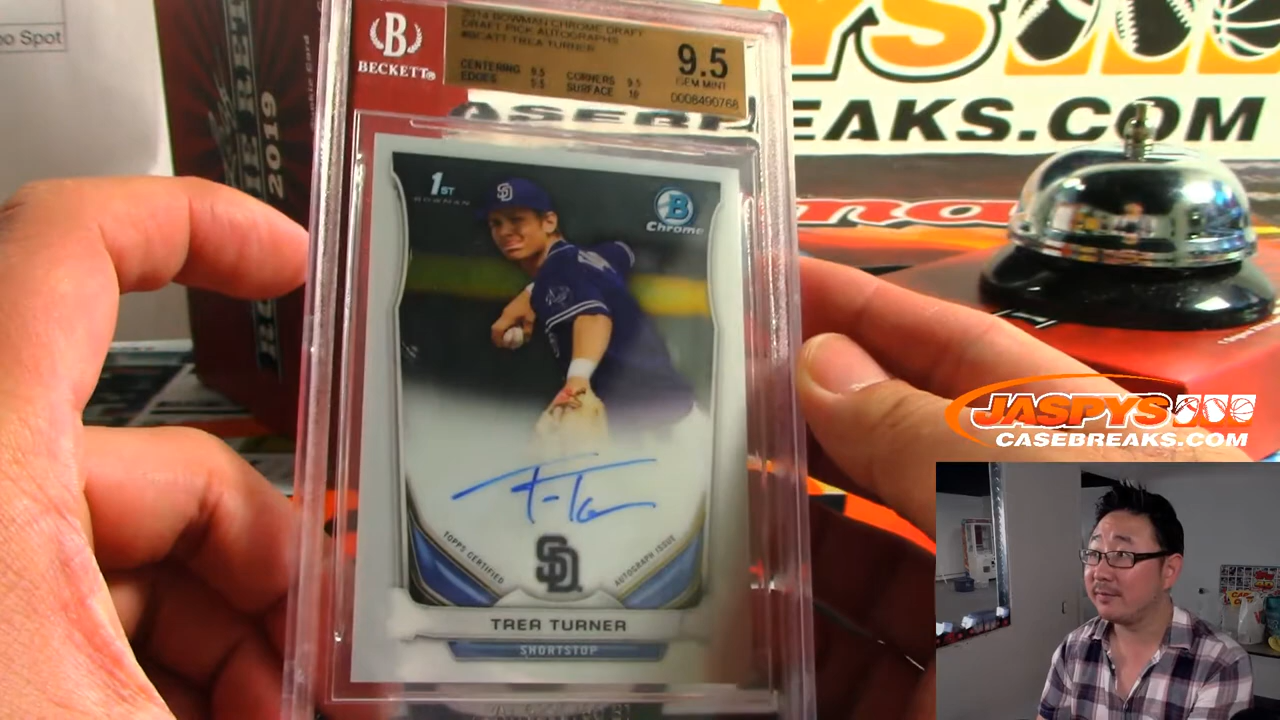 B
BECKETT
2014 BOWMAN CHROME DRAFT
DRAFT PICK AUTOGRAPHS
#BCATT TREA TURNER
CENTERING 9.5 CORNERS 9.5
EDGES 9.5 SURFACE 10
9.5
GEM MINT
0008490768
Spot
2019
EAKS.COM
1ST
BOWMAN
SD
B
Chrome
TOPPS CERTIFIED
AUTOGRAPH ISSUE
SD
TREA TURNER
SHORTSTOP
JASPYS
CASEBREAKS.COM